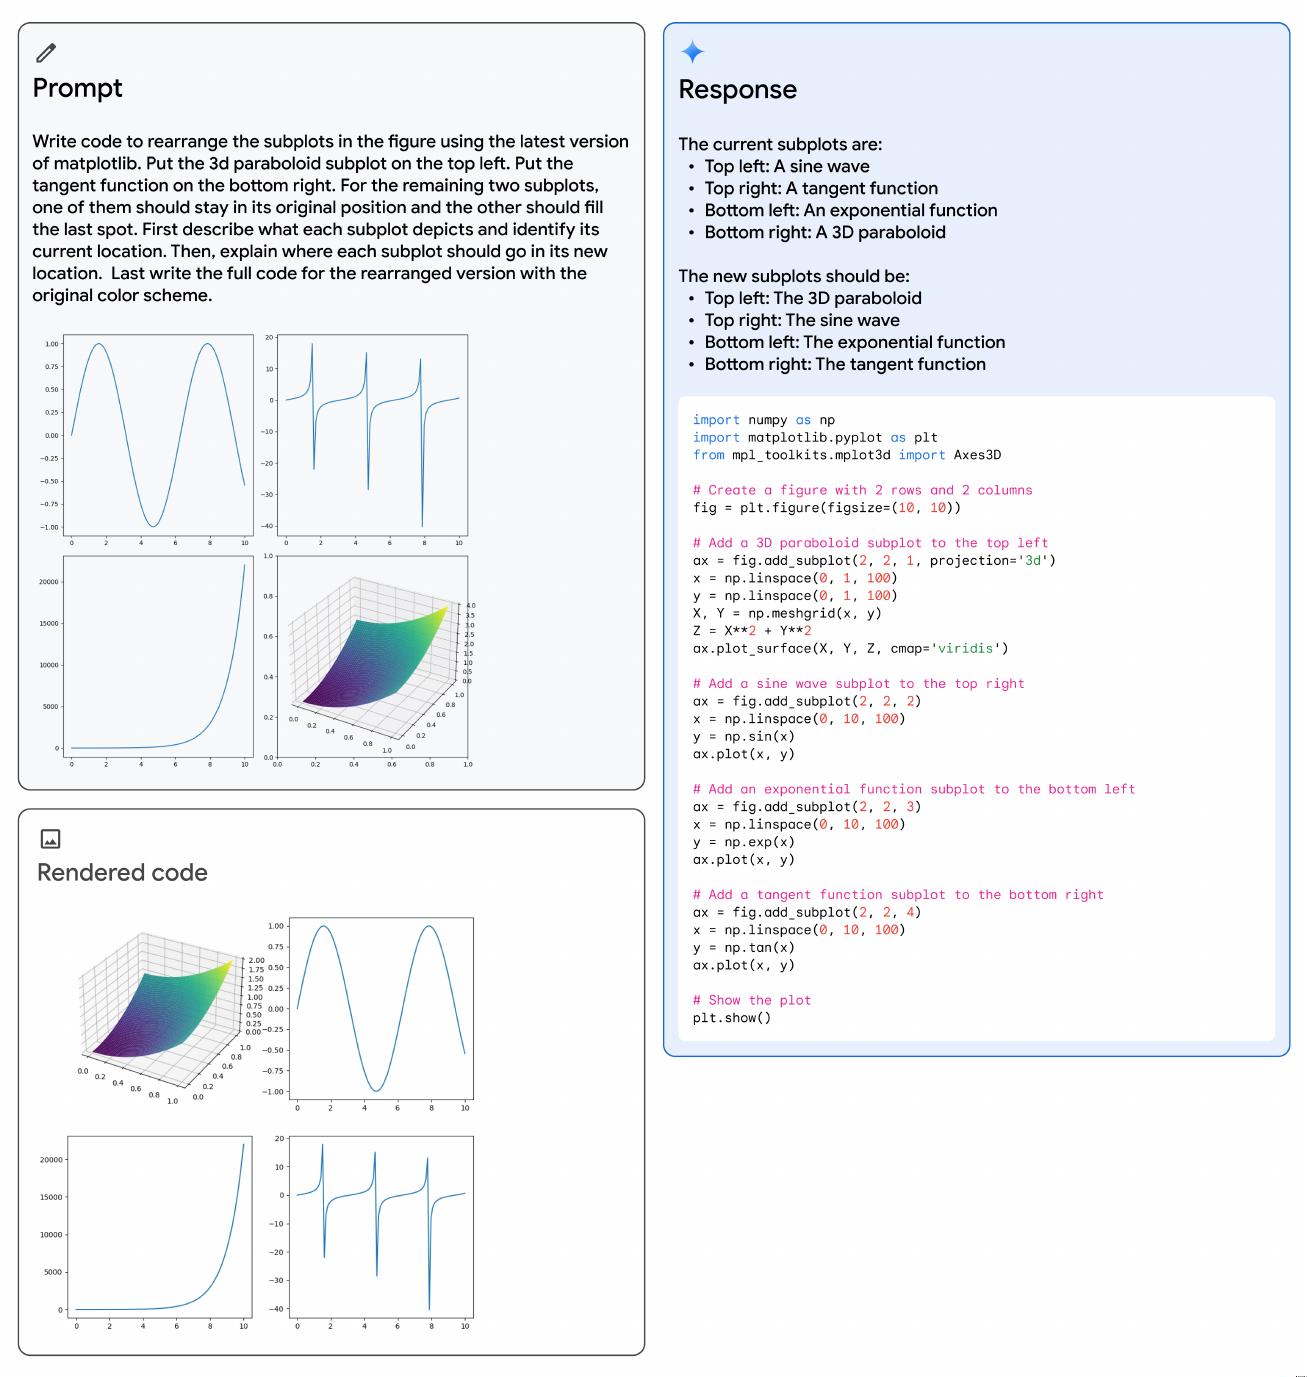 Prompt
Write code to rearrange the subplots in the figure using the latest version
of matplotlib. Put the 3d paraboloid subplot on the top left. Put the
tangent function on the bottom right. For the remaining two subplots,
one of them should stay in its original position and the other should fill
the last spot. First describe what each subplot depicts and identify its
current location. Then, explain where each subplot should go in its new
location.  Last write the full code for the rearranged version with the
original color scheme.
1.00
0.75
0.50
0.25
0.00
−0.25
−0.50
−0.75
−1.00
0 2 4 6 8 10
20
10
0
−10
−20
−30
−40
0 2 4 6 8 10
20000
15000
10000
5000
0
0 2 4 6 8 10
1.0
0.8
0.6
0.4
0.2
0.0
0.0 0.2 0.4 0.6 0.8 1.0
4.0
3.5
3.0
2.5
2.0
1.5
1.0
0.5
0.0
0.0 0.2 0.4 0.6 0.8 1.0
0.0 0.2 0.4 0.6 0.8 1.0
Rendered code
2.00
1.75
1.50
1.25
1.00
0.75
0.50
0.25
0.00
0.0 0.2 0.4 0.6 0.8 1.0
0.0 0.2 0.4 0.6 0.8 1.0
1.00
0.75
0.50
0.25
0.00
−0.25
−0.50
−0.75
−1.00
0 2 4 6 8 10
20000
15000
10000
5000
0
0 2 4 6 8 10
20
10
0
−10
−20
−30
−40
0 2 4 6 8 10
Response
The current subplots are:
• Top left: A sine wave
• Top right: A tangent function
• Bottom left: An exponential function
• Bottom right: A 3D paraboloid
The new subplots should be:
• Top left: The 3D paraboloid
• Top right: The sine wave
• Bottom left: The exponential function
• Bottom right: The tangent function
import numpy as np
import matplotlib.pyplot as plt
from mpl_toolkits.mplot3d import Axes3D
# Create a figure with 2 rows and 2 columns
fig = plt.figure(figsize=(10, 10))
# Add a 3D paraboloid subplot to the top left
ax = fig.add_subplot(2, 2, 1, projection='3d')
x = np.linspace(0, 1, 100)
y = np.linspace(0, 1, 100)
X, Y = np.meshgrid(x, y)
Z = X**2 + Y**2
ax.plot_surface(X, Y, Z, cmap='viridis')
# Add a sine wave subplot to the top right
ax = fig.add_subplot(2, 2, 2)
x = np.linspace(0, 10, 100)
y = np.sin(x)
ax.plot(x, y)
# Add an exponential function subplot to the bottom left
ax = fig.add_subplot(2, 2, 3)
x = np.linspace(0, 10, 100)
y = np.exp(x)
ax.plot(x, y)
# Add a tangent function subplot to the bottom right
ax = fig.add_subplot(2, 2, 4)
x = np.linspace(0, 10, 100)
y = np.tan(x)
ax.plot(x, y)
# Show the plot
plt.show()